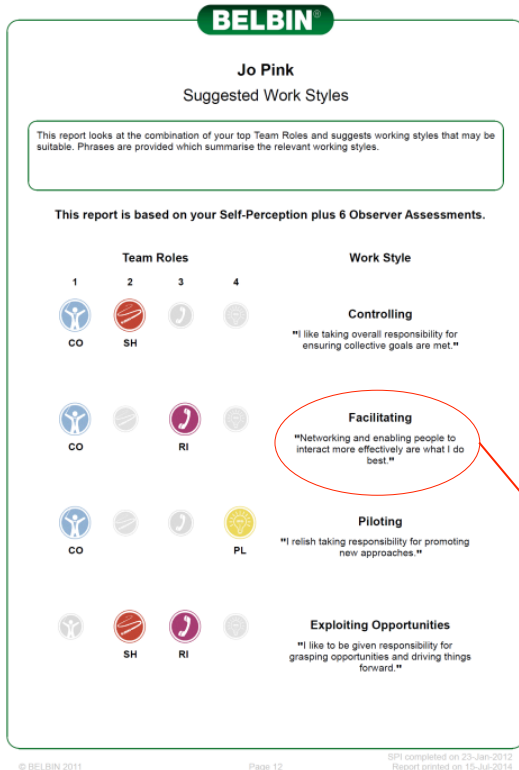 BELBIN®
Jo Pink
Suggested Work Styles
This report looks at the combination of your top Team Roles and suggests working styles that may be
suitable. Phrases are provided which summarise the relevant working styles.
This report is based on your Self-Perception plus 6 Observer Assessments.
Team Roles
Work Style
1 2 3 4
CO SH
Controlling
"I like taking overall responsibility for
ensuring collective goals are met."
CO RI
Facilitating
"Networking and enabling people to
interact more effectively are what I do
best."
CO PL
Piloting
"I relish taking responsibility for promoting
new approaches."
SH RI
Exploiting Opportunities
"I like to be given responsibility for
grasping opportunities and driving things
forward."
© BELBIN 2011
Page 12
SPI completed on 23-Jan-2012
Report printed on 15-Jul-2014